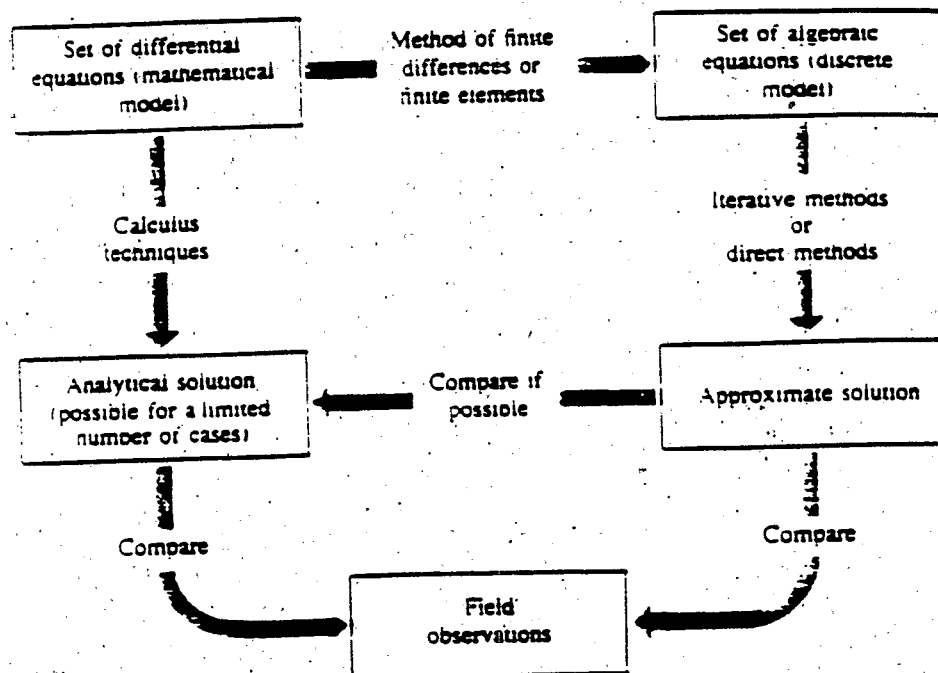 Set of differential
equations (mathematical
model)
Method of finite
differences or
finite elements
Set of algebraic
equations (discrete
model)
Calculus
techniques
Iterative methods
or
direct methods
Analytical solution
(possible for a limited
number of cases)
Compare if
possible
Approximate solution
Compare
Compare
Field
observations